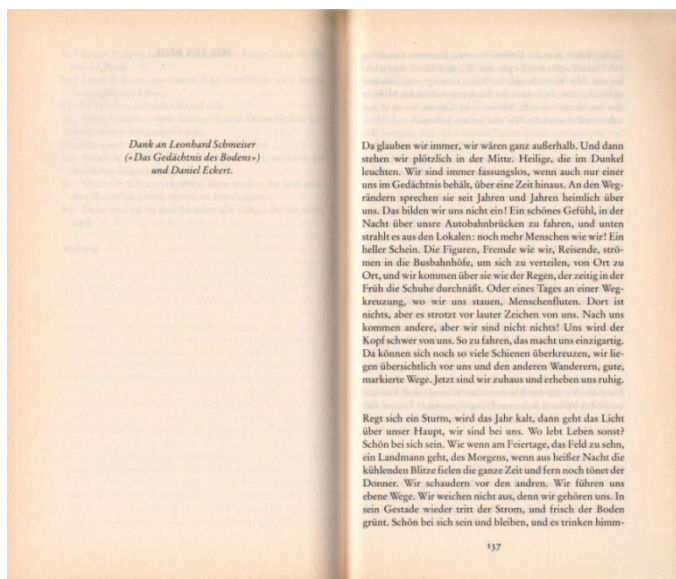 Dank an Leonhard Schmeiser
(«Das Gedächtnis des Bodens»)
und Daniel Eckert.
Da glauben wir immer, wir wären ganz außerhalb. Und dann
stehen wir plötzlich in der Mitte. Heilige, die im Dunkel
leuchten. Wir sind immer fassungslos, wenn auch nur einer
uns im Gedächtnis behält, über eine Zeit hinaus. An den Weg-
rändern sprechen sie seit Jahren und Jahren heimlich über
uns. Das bilden wir uns nicht ein! Ein schönes Gefühl, in der
Nacht über unsre Autobahnbrücken zu fahren, und unten
strahlt es aus den Lokalen: noch mehr Menschen wie wir! Ein
heller Schein. Die Figuren, Fremde wie wir, Reisende, strö-
men in die Busbahnhöfe, um sich zu verteilen, von Ort zu
Ort, und wir kommen über sie wie der Regen, der zeitig in der
Früh die Schuhe durchnäßt. Oder eines Tages an einer Weg-
kreuzung, wo wir uns stauen, Menschenfluten. Dort ist
nichts, aber es strotzt vor lauter Zeichen von uns. Nach uns
kommen andere, aber wir sind nicht nichts! Uns wird der
Kopf schwer von uns. So zu fahren, das macht uns einzigartig.
Da können sich noch so viele Schienen überkreuzen, wir lie-
gen übersichtlich vor uns und den anderen Wanderern, gute,
markierte Wege. Jetzt sind wir zuhaus und erheben uns ruhig.
Regt sich ein Sturm, wird das Jahr kalt, dann geht das Licht
über unser Haupt, wir sind bei uns. Wo lebt Leben sonst?
Schön bei sich sein. Wie wenn am Feiertage, das Feld zu sehn,
ein Landmann geht, des Morgens, wenn aus heißer Nacht die
kühlenden Blitze fielen die ganze Zeit und fern noch tönet der
Donner. Wir schaudern vor den andren. Wir führen uns
ebene Wege. Wir weichen nicht aus, denn wir gehören uns. In
sein Gestade wieder tritt der Strom, und frisch der Boden
grünt. Schön bei sich sein und bleiben, und es trinken himm-
137